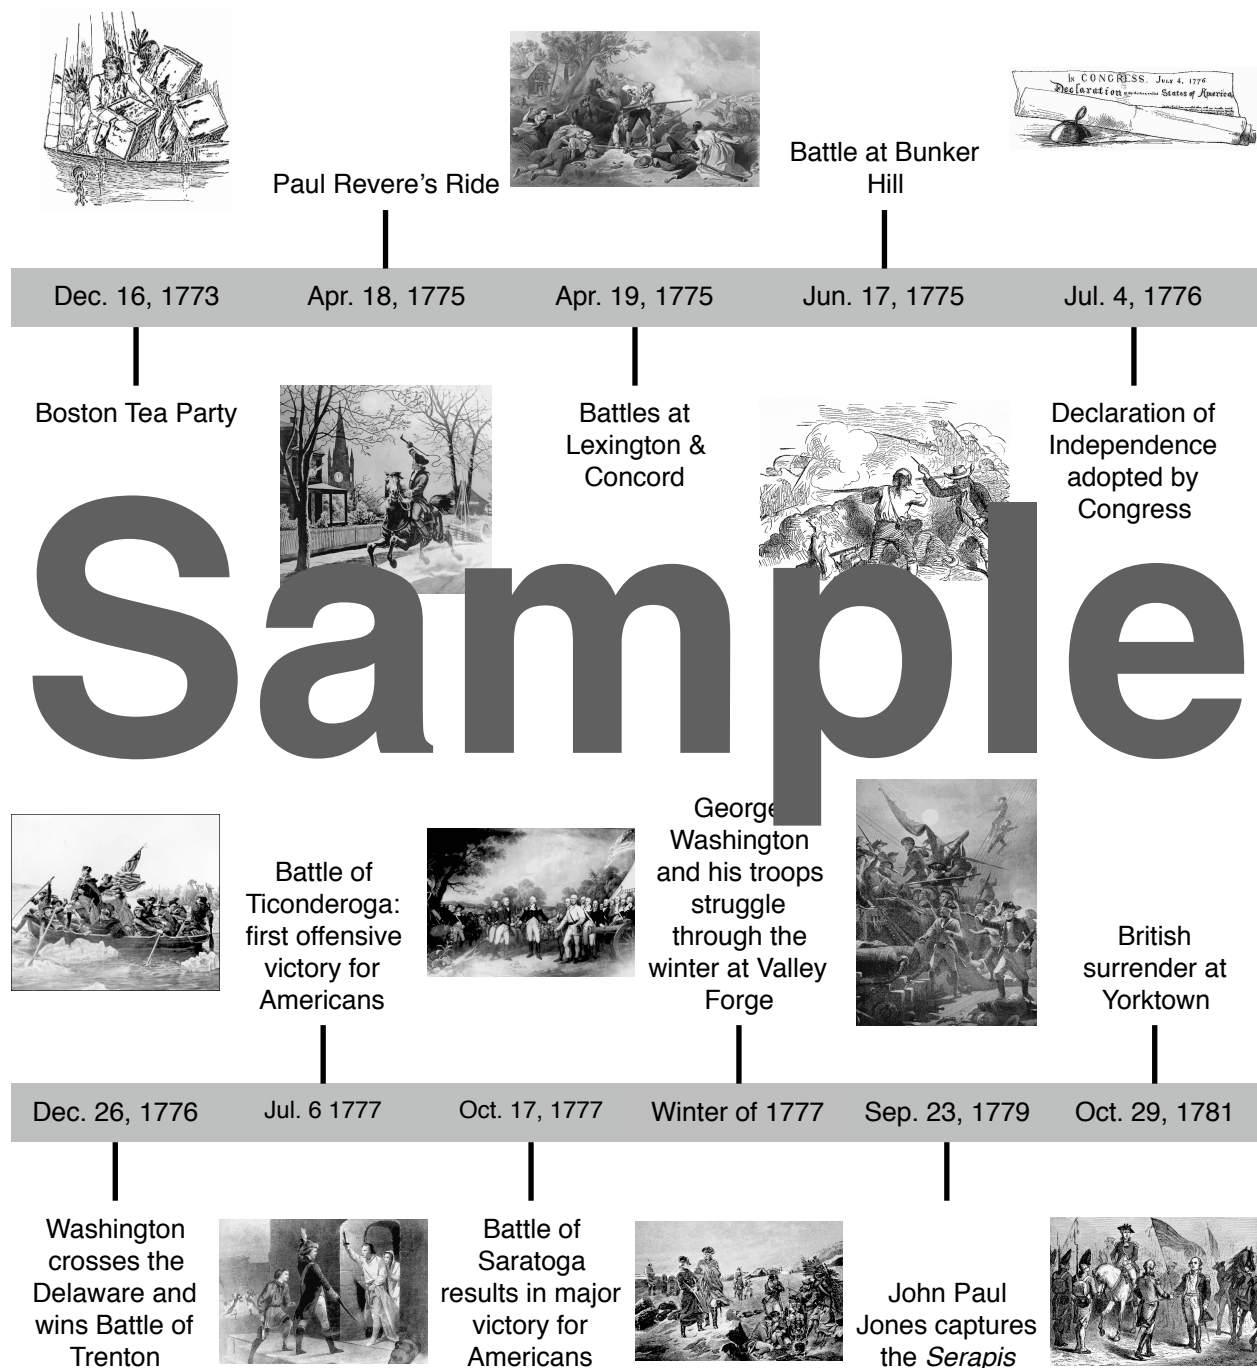 IN CONGRESS, JULY 4, 1776
Declaration
States of America
Paul Revere’s Ride
Battle at Bunker
Hill
Dec. 16, 1773
Apr. 18, 1775
Apr. 19, 1775
Jun. 17, 1775
Jul. 4, 1776
Boston Tea Party
Battles at
Lexington &
Concord
Declaration of
Independence
adopted by
Congress
Sample
Battle of
Ticonderoga:
first offensive
victory for
Americans
George
Washington
and his troops
struggle
through the
winter at Valley
Forge
British
surrender at
Yorktown
Dec. 26, 1776
Jul. 6 1777
Oct. 17, 1777
Winter of 1777
Sep. 23, 1779
Oct. 29, 1781
Washington
crosses the
Delaware and
wins Battle of
Trenton
Battle of
Saratoga
results in major
victory for
Americans
John Paul
Jones captures
the Serapis